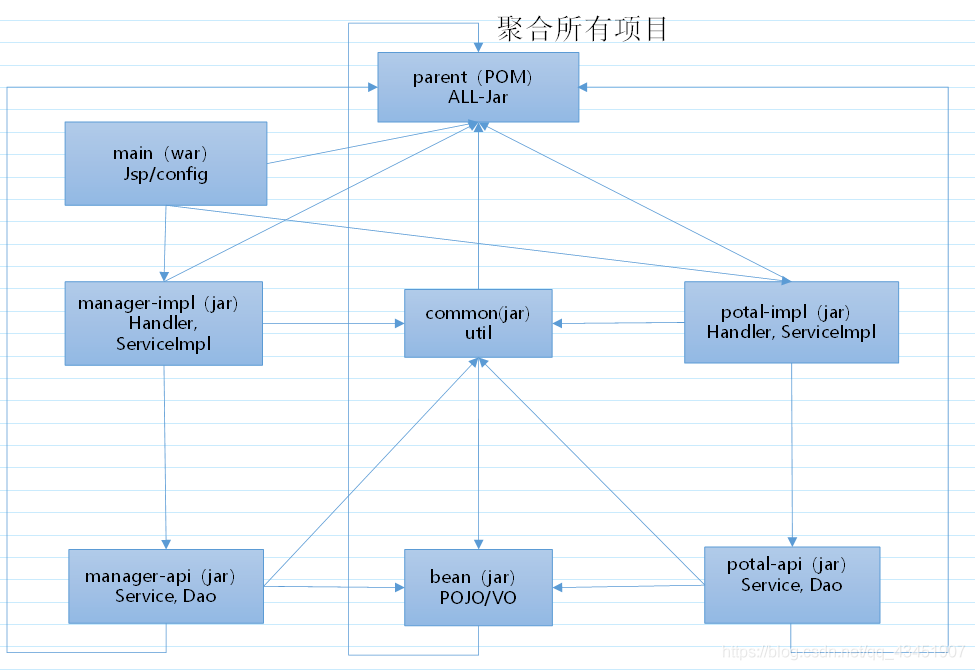 聚合所有项目
parent（POM）
ALL-Jar
main（war）
Jsp/config
manager-impl（jar）
Handler,
ServiceImpl
common(jar)
util
potal-impl（jar）
Handler, ServiceImpl
manager-api（jar）
Service, Dao
bean（jar）
POJO/VO
potal-api（jar）
Service, Dao
https://blog.csdn.net/qq_43451907